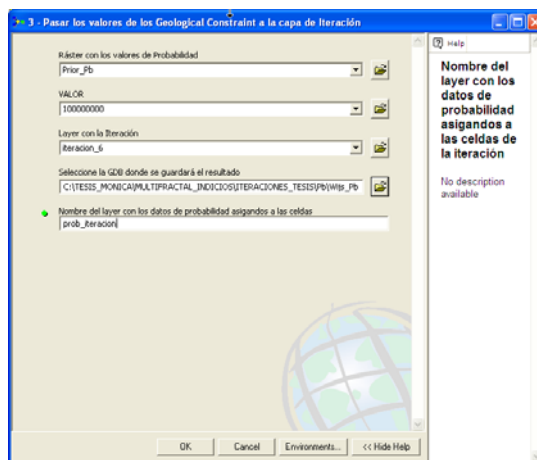 3 - Pasar los valores de los Geological Constraint a la capa de Iteración
Ráster con los valores de Probabilidad
Prior_Pb
VALOR
100000000
Layer con la Iteración
iteracion_6
Seleccione la GDB donde se guardará el resultado
C:\TESIS_MONICA\MULTIFRACTAL_INDICIOS\ITERACIONES_TESIS\Pb\Wljs_Pb
Nombre del layer con los datos de probabilidad asigandos a las celdas
prob_iteracion
OK
Cancel
Environments...
<< Hide Help
Help
Nombre del
layer con los
datos de
probabilidad
asigandos a
las celdas de
la iteración
No description
available